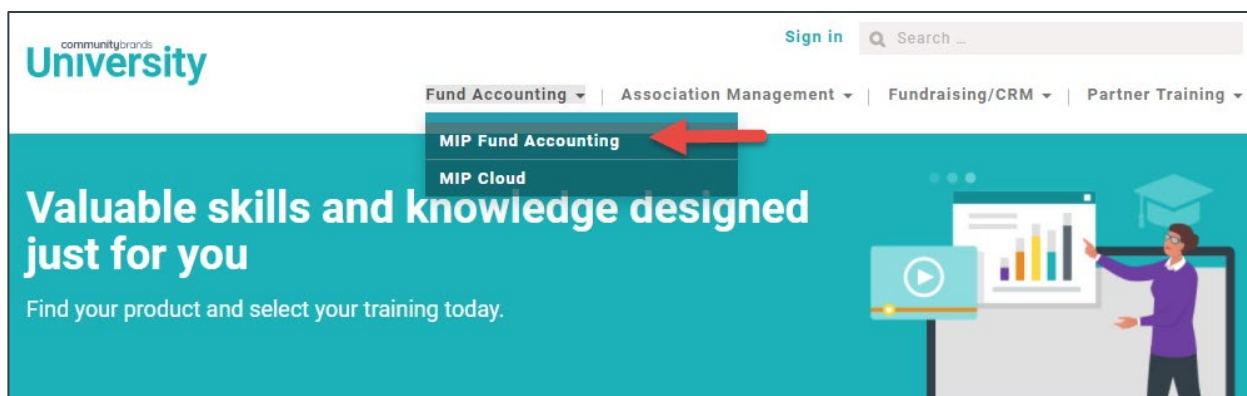 communitybrands
University
Sign in
Search ...
Fund Accounting | Association Management | Fundraising/CRM | Partner Training
MIP Fund Accounting
MIP Cloud
Valuable skills and knowledge designed
just for you
Find your product and select your training today.